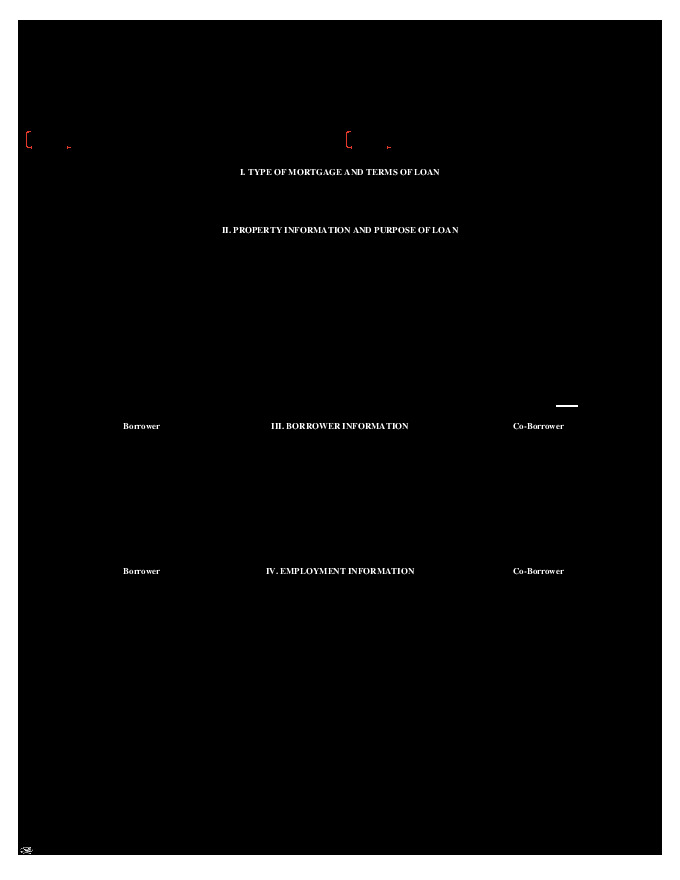 I. TYPE OF MORTGAGE AND TERMS OF LOAN
II. PROPERTY INFORMATION AND PURPOSE OF LOAN
Borrower III. BORROWER INFORMATION Co-Borrower
Borrower IV. EMPLOYMENT INFORMATION Co-Borrower